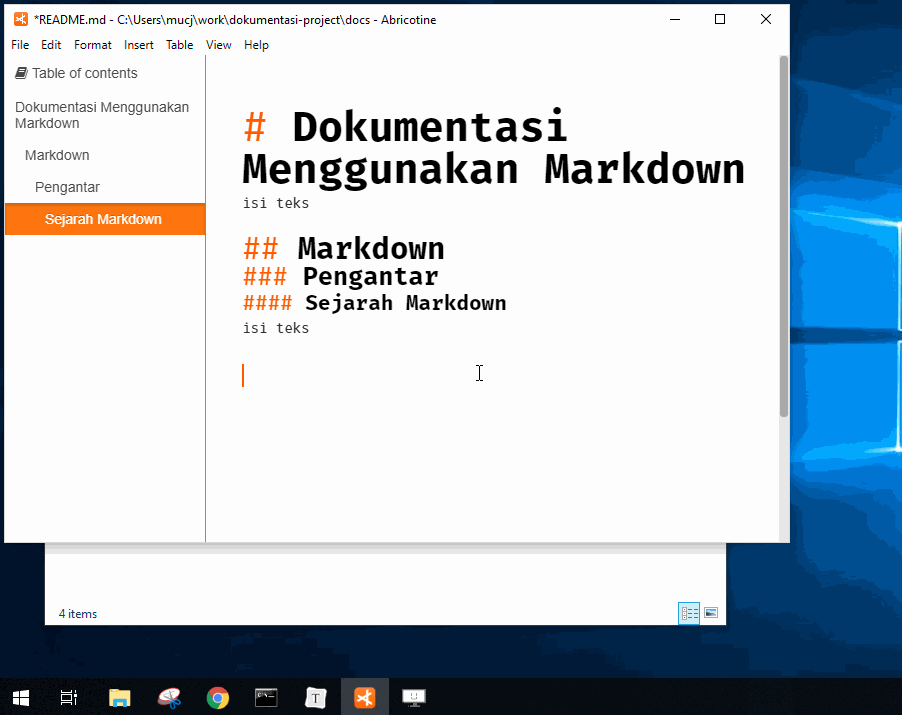 *README.md - C:\Users\mucj\work\dokumentasi-project\docs - Abricotine
File Edit Format Insert Table View Help
Table of contents
Dokumentasi Menggunakan
Markdown
Markdown
Pengantar
Sejarah Markdown
# Dokumentasi
Menggunakan Markdown
isi teks
## Markdown
### Pengantar
#### Sejarah Markdown
isi teks
4 items
T